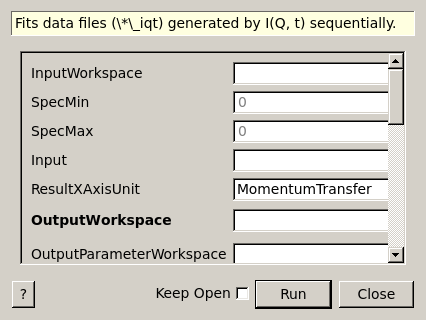 Fits data files (\*\_iqt) generated by I(Q, t) sequentially.
InputWorkspace
SpecMin 0
SpecMax 0
Input
ResultXAxisUnit MomentumTransfer
OutputWorkspace
OutputParameterWorkspace
? Keep Open Run Close